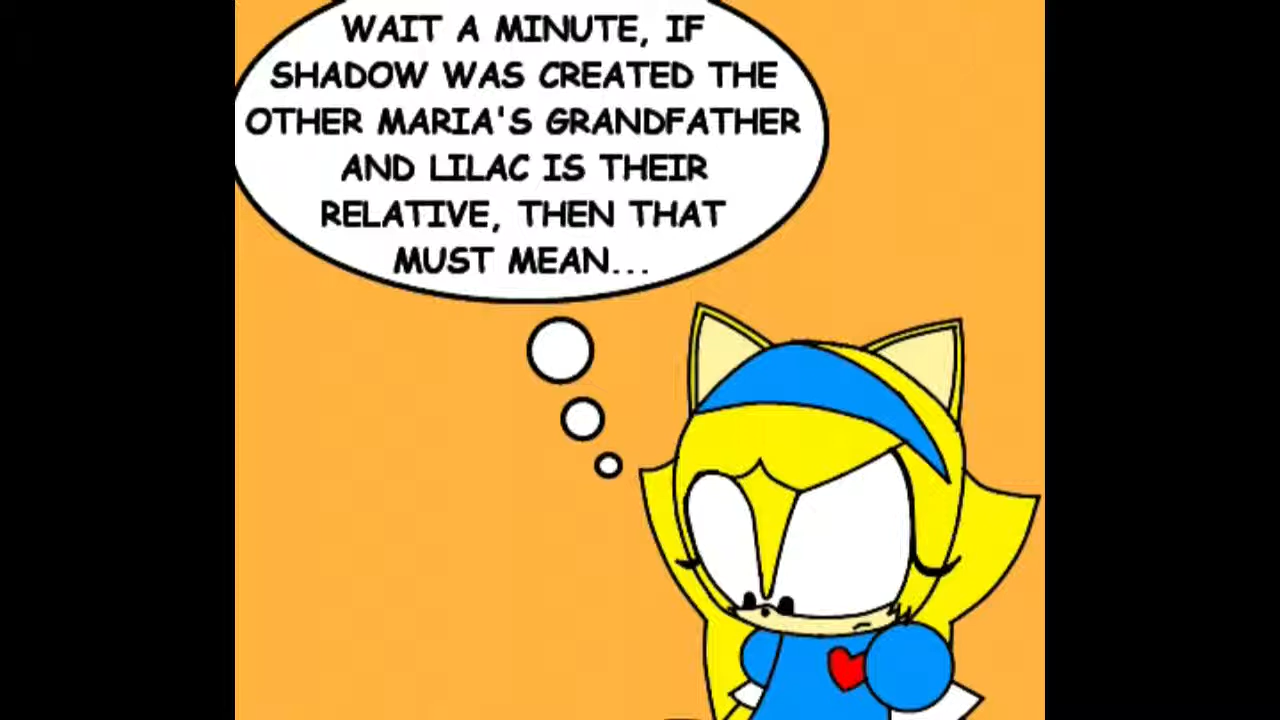 WAIT A MINUTE, IF
SHADOW WAS CREATED THE
OTHER MARIA'S GRANDFATHER
AND LILAC IS THEIR
RELATIVE, THEN THAT
MUST MEAN...